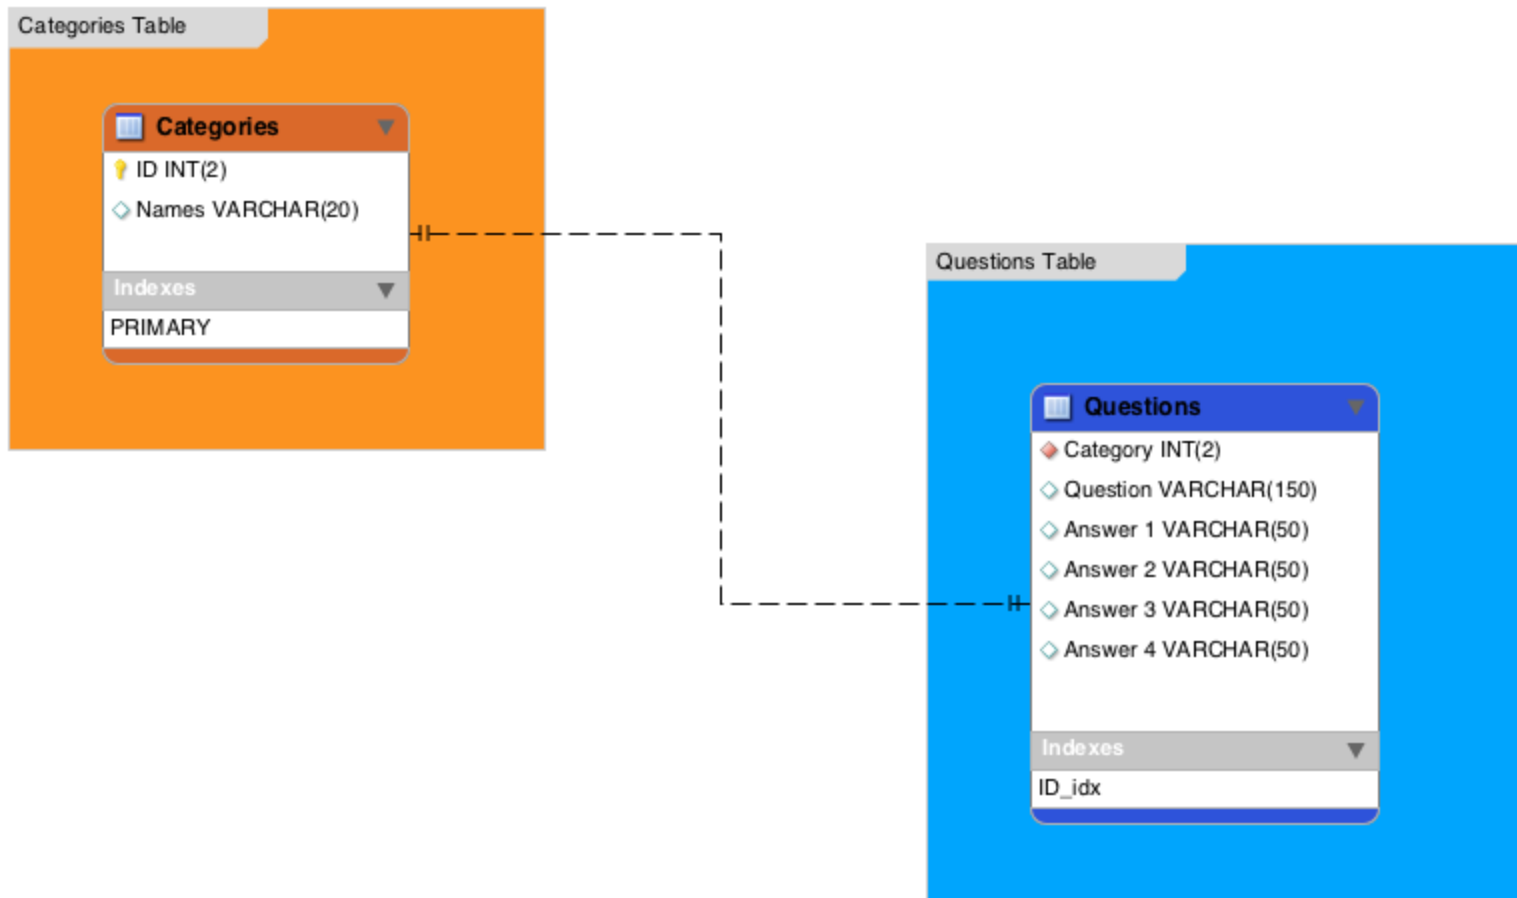 Categories Table
Categories
ID INT(2)
Names VARCHAR(20)
Indexes
PRIMARY
Questions Table
Questions
Category INT(2)
Question VARCHAR(150)
Answer 1 VARCHAR(50)
Answer 2 VARCHAR(50)
Answer 3 VARCHAR(50)
Answer 4 VARCHAR(50)
Indexes
ID_idx